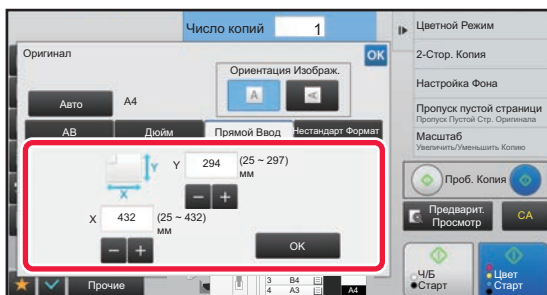 Число копий 1
Оригинал
OK
Ориентация Изображ.
A A
Авто A4
AB Дюйм Прямой Ввод Нестандарт Формат
Y Y 294 (25 ~ 297)
мм
X
− +
X 432 (25 ~ 432)
мм
− + OK
Прочие
3 B4
4 A3 A4
Цветной Режим
2-Стор. Копия
Настройка Фона
Пропуск пустой страници
Пропуск Пустой Стр. Оригинала
Масштаб
Увеличить/Уменьшить Копию
Проб. Копия
Предварит.
Просмотр
CA
Ч/Б
Старт
Цвет
Старт